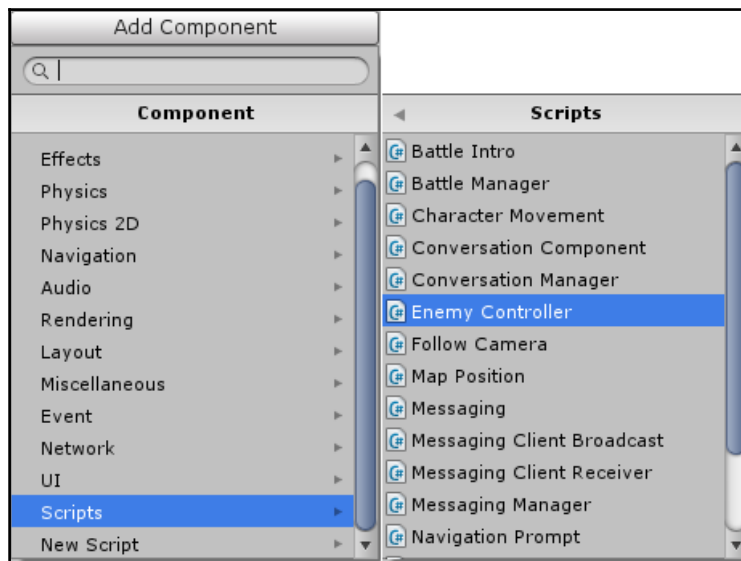 Add Component
Component
Effects
Physics
Physics 2D
Navigation
Audio
Rendering
Layout
Miscellaneous
Event
Network
UI
Scripts
New Script
Scripts
C# Battle Intro
C# Battle Manager
C# Character Movement
C# Conversation Component
C# Conversation Manager
C# Enemy Controller
C# Follow Camera
C# Map Position
C# Messaging
C# Messaging Client Broadcast
C# Messaging Client Receiver
C# Messaging Manager
C# Navigation Prompt